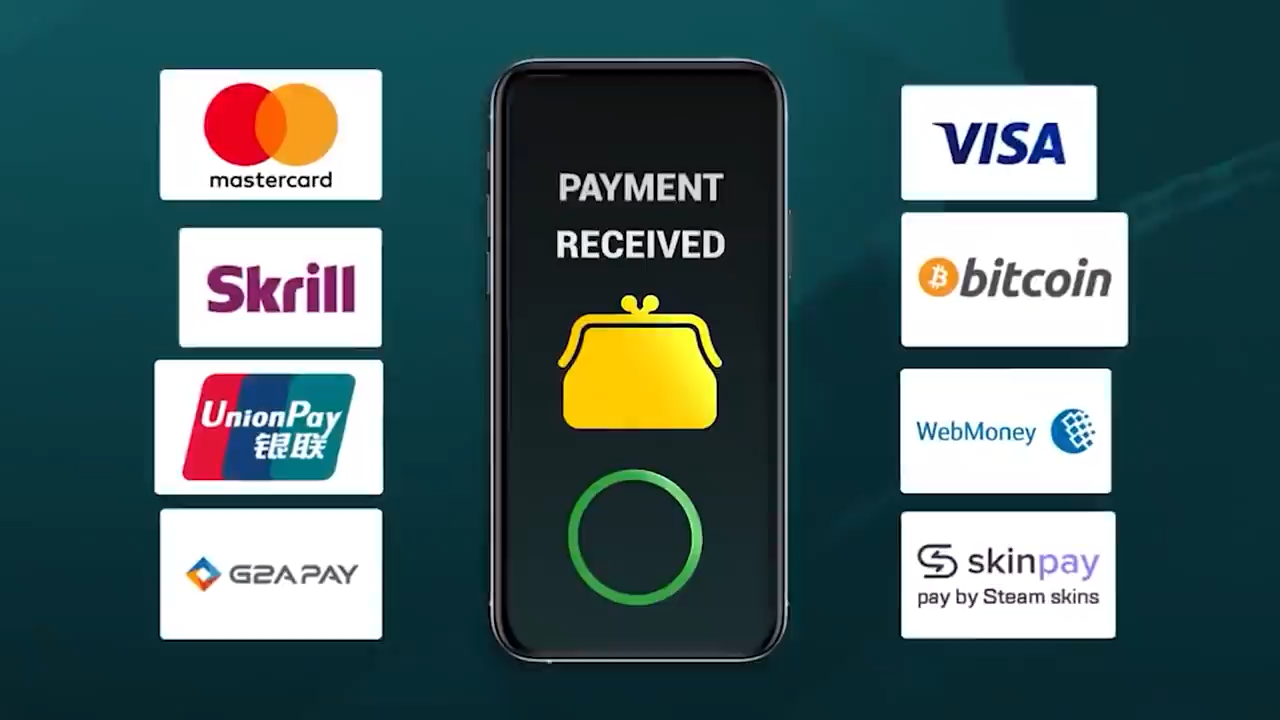 mastercard
Skrill
UnionPay
银联
G2A PAY
PAYMENT
RECEIVED
VISA
bitcoin
WebMoney
skinpay
pay by Steam skins